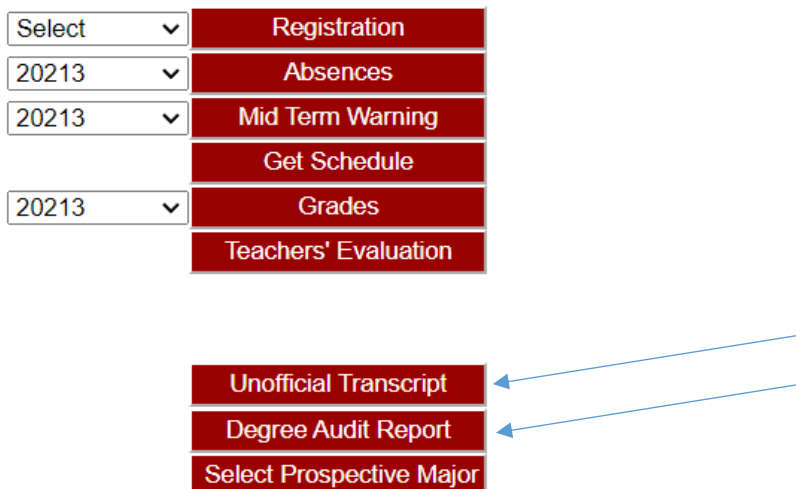 Select Registration
20213 Absences
20213 Mid Term Warning
Get Schedule
20213 Grades
Teachers' Evaluation
Unofficial Transcript
Degree Audit Report
Select Prospective Major